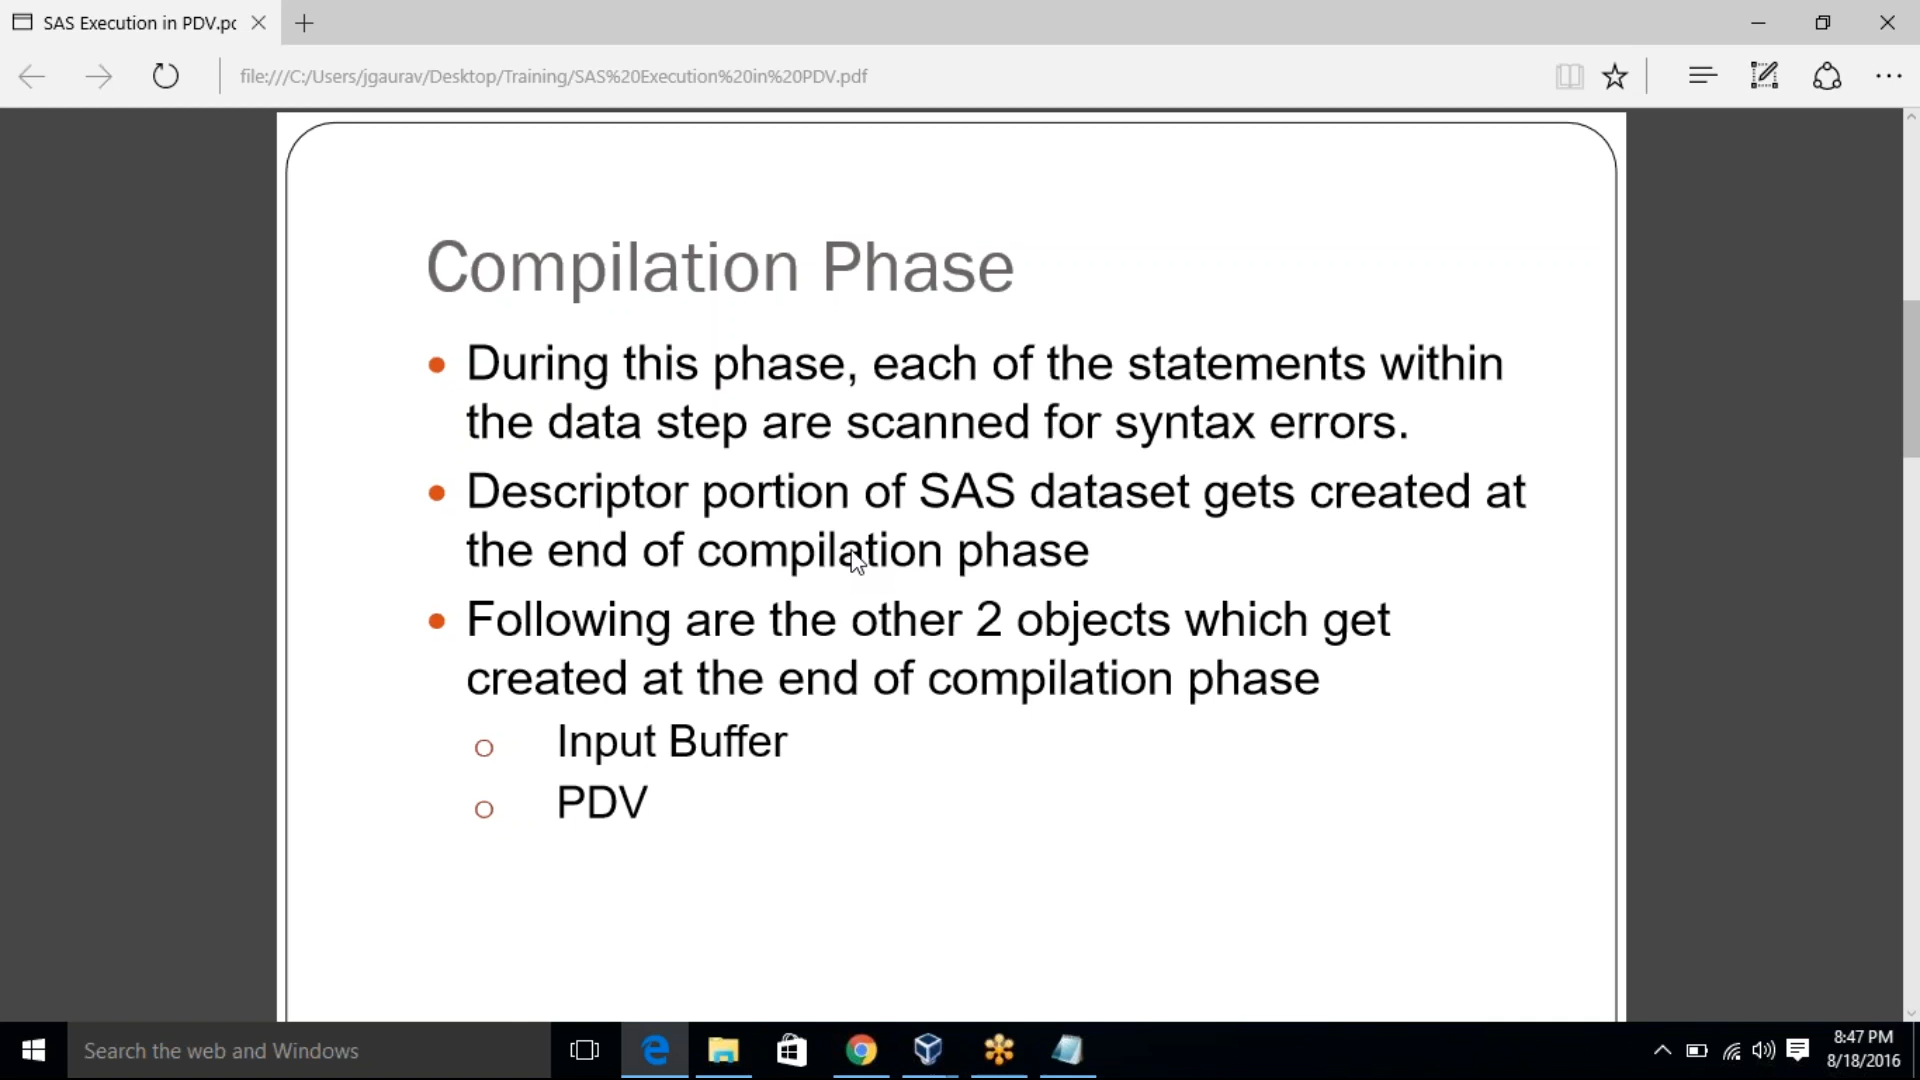 SAS Execution in PDV.pc
file:///C:/Users/jgaurav/Desktop/Training/SAS%20Execution%20in%20PDV.pdf
Compilation Phase
During this phase, each of the statements within
the data step are scanned for syntax errors.
Descriptor portion of SAS dataset gets created at
the end of compilation phase
Following are the other 2 objects which get
created at the end of compilation phase
Input Buffer
PDV
Search the web and Windows
8:47 PM
8/18/2016